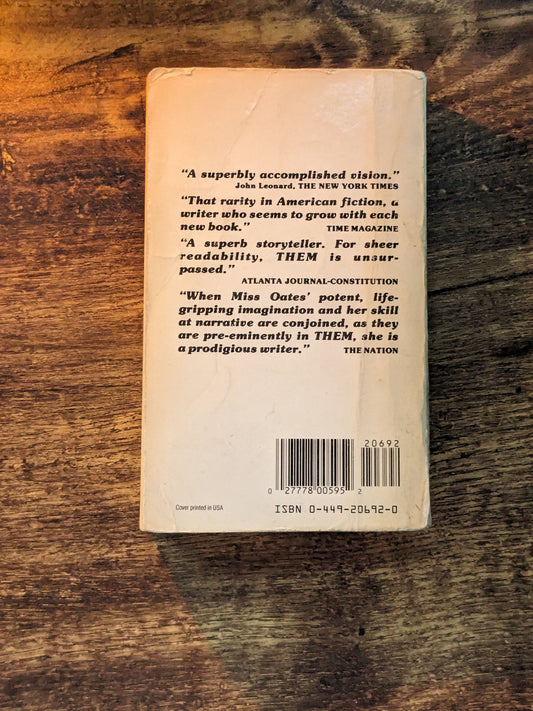 “A superbly accomplished vision.”
John Leonard, THE NEW YORK TIMES
“That rarity in American fiction, a
writer who seems to grow with each
new book.” TIME MAGAZINE
“A superb storyteller. For sheer
readability, THEM is unsur-
passed.”
ATLANTA JOURNAL-CONSTITUTION
“When Miss Oates’ potent, life-
gripping imagination and her skill
at narrative are conjoined, as they
are pre-eminently in THEM, she is
a prodigious writer.” THE NATION
20692
0 27778 00595 2
Cover printed in USA
ISBN 0-449-20692-0